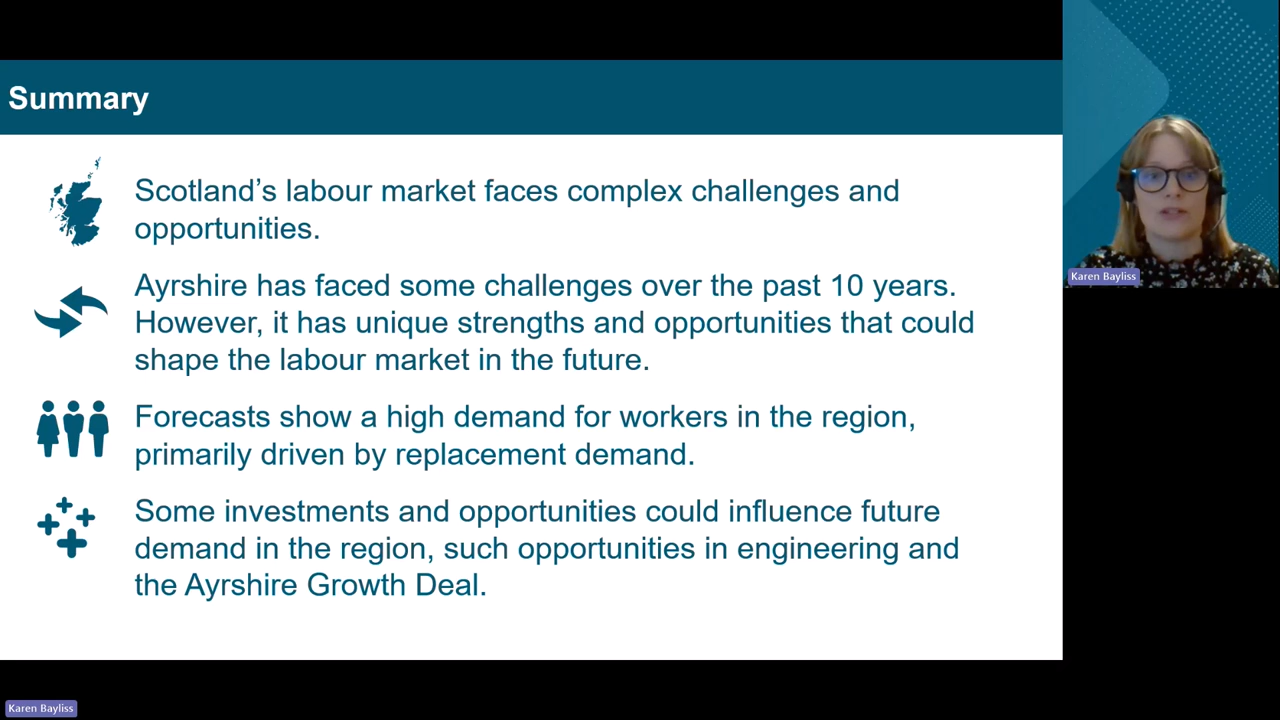 Summary
Scotland’s labour market faces complex challenges and
opportunities.
Ayrshire has faced some challenges over the past 10 years.
However, it has unique strengths and opportunities that could
shape the labour market in the future.
Forecasts show a high demand for workers in the region,
primarily driven by replacement demand.
Some investments and opportunities could influence future
demand in the region, such opportunities in engineering and
the Ayrshire Growth Deal.
Karen Bayliss
Karen Bayliss